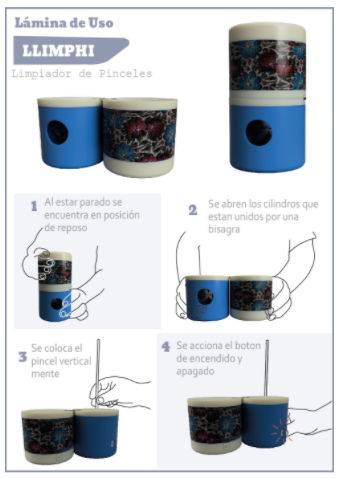 Lámina de Uso
LLIMPHI
Limpiador de Pinceles
1 Al estar parado se
encuentra en posición
de reposo
2 Se abren los cilindros que
estan unidos por una
bisagra
3 Se coloca el
pincel vertical
mente
4 Se acciona el boton
de encendido y
apagado